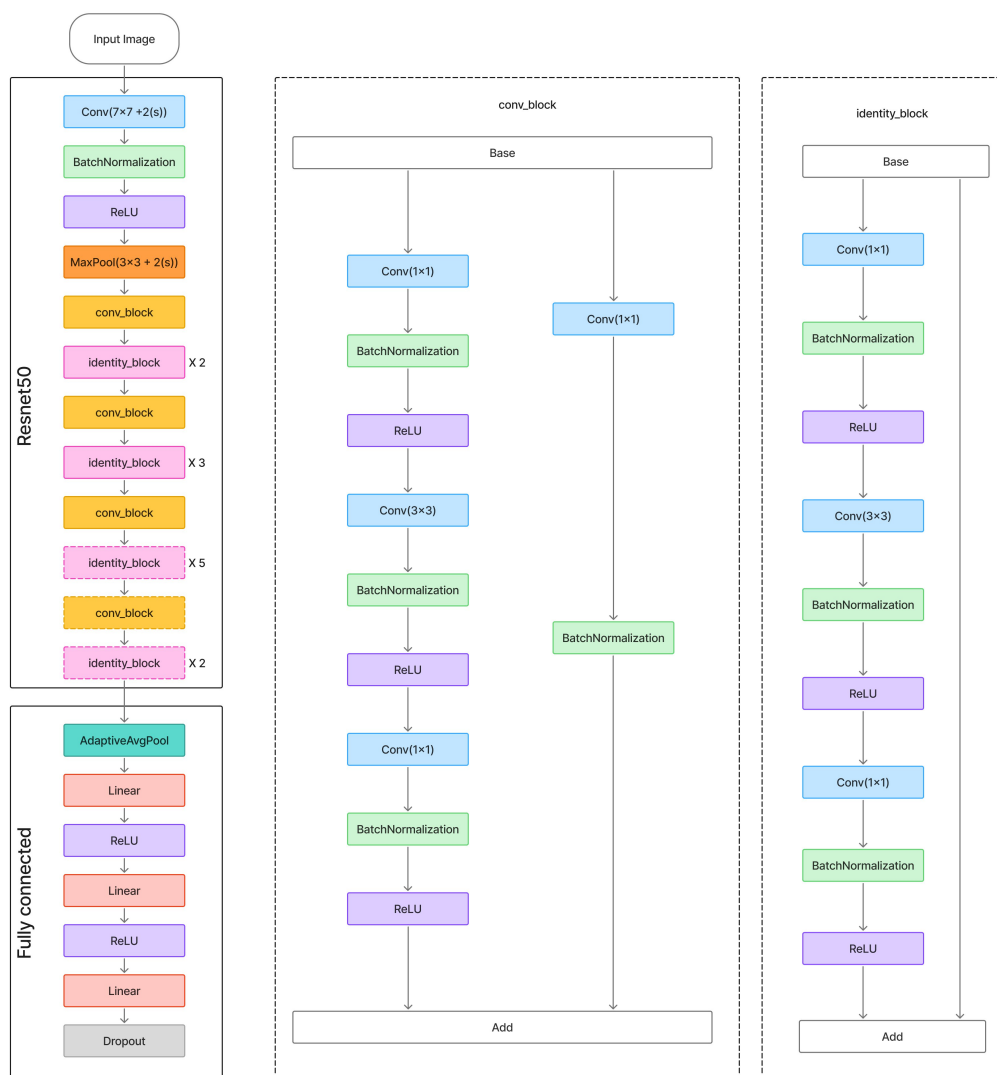 Input Image
Resnet50
Conv(7×7 +2(s))
BatchNormalization
ReLU
MaxPool(3×3 + 2(s))
conv_block
identity_block X 2
conv_block
identity_block X 3
conv_block
identity_block X 5
conv_block
identity_block X 2
Fully connected
AdaptiveAvgPool
Linear
ReLU
Linear
ReLU
Linear
Dropout
conv_block
Base
Conv(1×1)
BatchNormalization
ReLU
Conv(3×3)
BatchNormalization
ReLU
Conv(1×1)
BatchNormalization
ReLU
Conv(1×1)
BatchNormalization
Add
identity_block
Base
Conv(1×1)
BatchNormalization
ReLU
Conv(3×3)
BatchNormalization
ReLU
Conv(1×1)
BatchNormalization
ReLU
Add